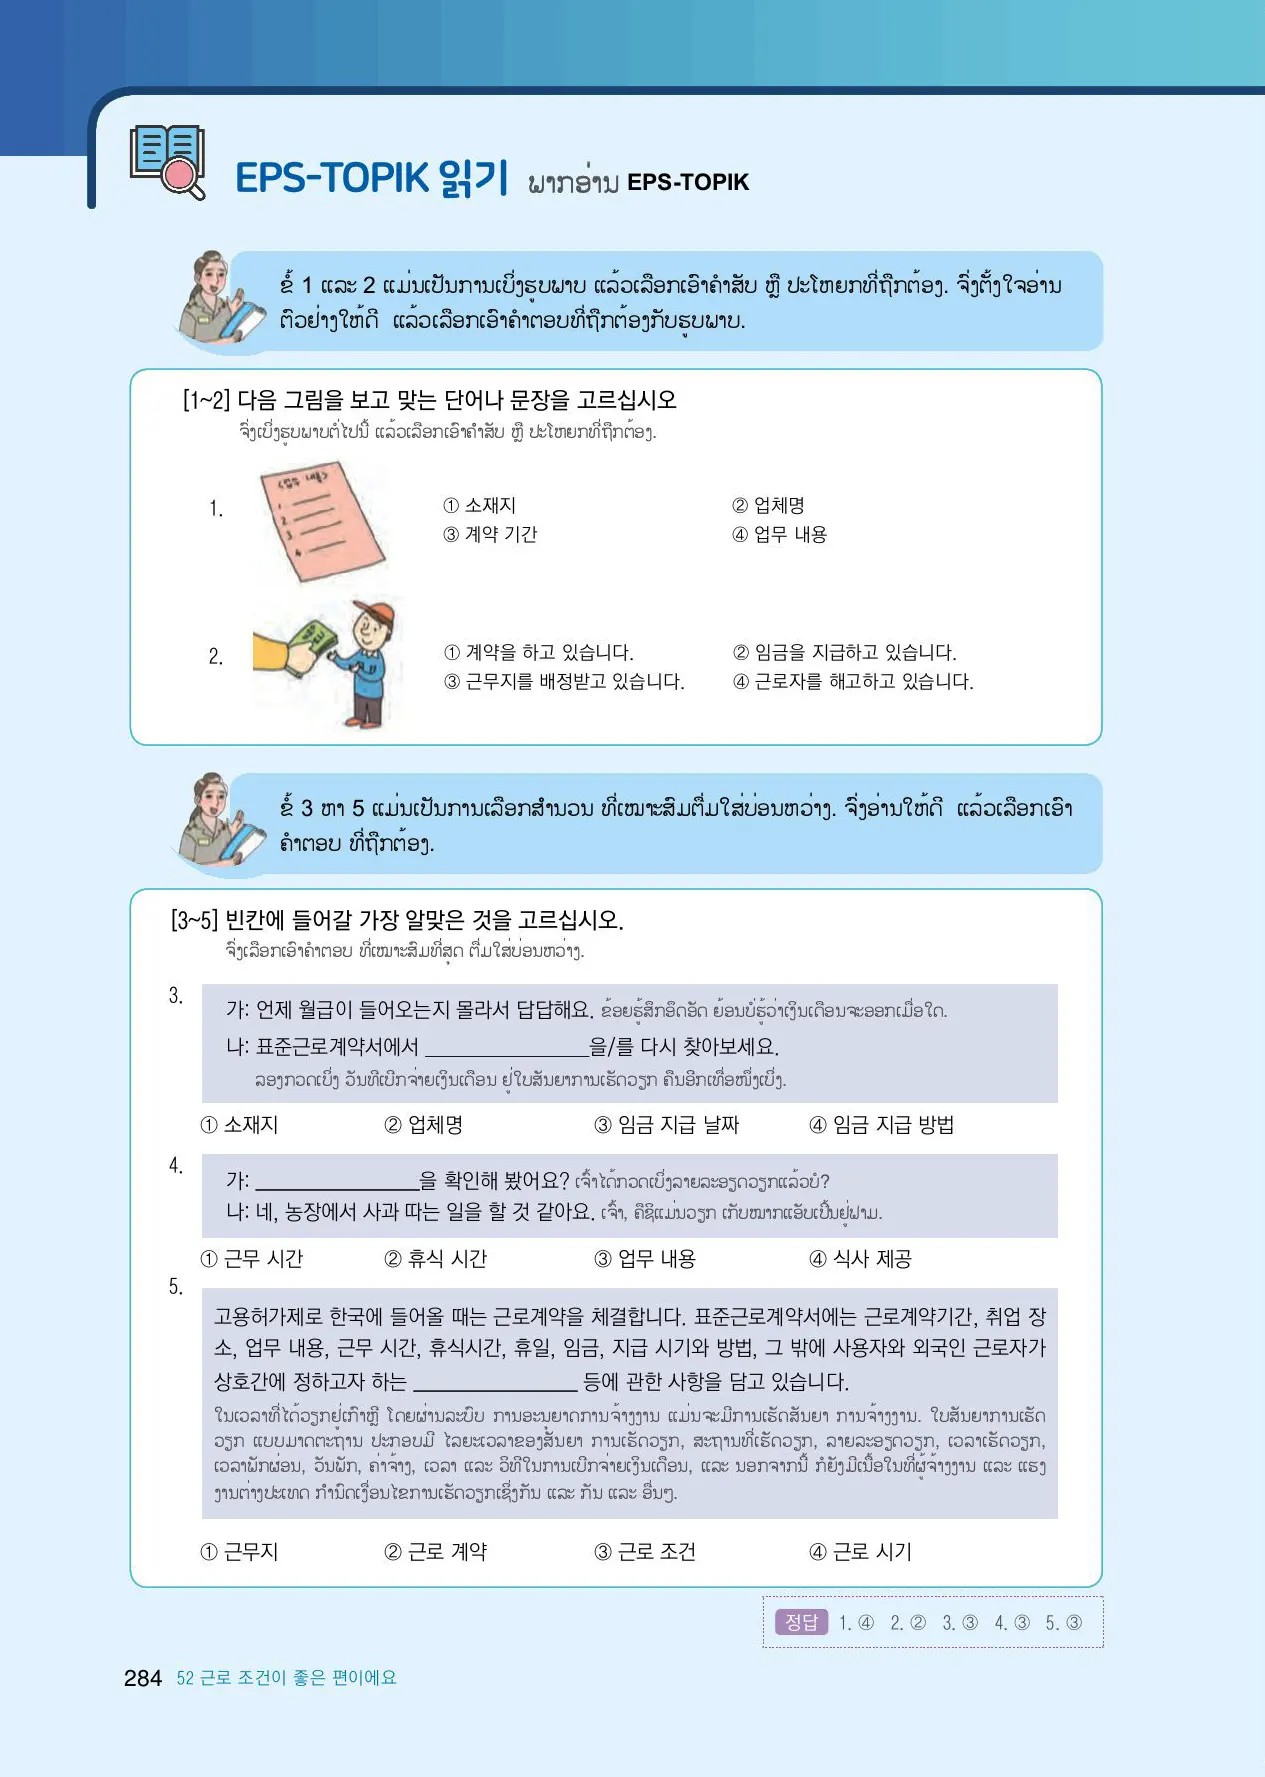 EPS-TOPIK 읽기 ພາກອ່ານ EPS-TOPIK
ຂໍ້ 1 ແລະ 2 ແມ່ນເປັນການເບິ່ງຮູບພາບ ແລ້ວເລືອກເອົາຄຳສັບ ຫຼື ປະໂຫຍກທີ່ຖືກຕ້ອງ. ຈົ່ງຕັ້ງໃຈອ່ານ
ຕົວຢ່າງໃຫ້ດີ ແລ້ວເລືອກເອົາຄຳຕອບທີ່ຖືກຕ້ອງກັບຮູບພາບ.
[1~2] 다음 그림을 보고 맞는 단어나 문장을 고르십시오
ຈົ່ງເບິ່ງຮູບພາບຕໍ່ໄປນີ້ ແລ້ວເລືອກເອົາຄຳສັບ ຫຼື ປະໂຫຍກທີ່ຖືກຕ້ອງ.
<업무 내용>
1
2
3
4
1. ① 소재지 ② 업체명
③ 계약 기간 ④ 업무 내용
2. ① 계약을 하고 있습니다. ② 임금을 지급하고 있습니다.
③ 근무지를 배정받고 있습니다. ④ 근로자를 해고하고 있습니다.
ຂໍ້ 3 ຫາ 5 ແມ່ນເປັນການເລືອກສຳນວນ ທີ່ເໝາະສົມຕື່ມໃສ່ບ່ອນຫວ່າງ. ຈົ່ງອ່ານໃຫ້ດີ ແລ້ວເລືອກເອົາ
ຄຳຕອບ ທີ່ຖືກຕ້ອງ.
[3~5] 빈칸에 들어갈 가장 알맞은 것을 고르십시오.
ຈົ່ງເລືອກເອົາຄຳຕອບ ທີ່ເໝາະສົມທີ່ສຸດ ຕື່ມໃສ່ບ່ອນຫວ່າງ.
3. 가: 언제 월급이 들어오는지 몰라서 답답해요. ຂ້ອຍຮູ້ສຶກອຶດອັດ ຍ້ອນບໍ່ຮູ້ວ່າເງິນເດືອນຈະອອກເມື່ອໃດ.
나: 표준근로계약서에서 ________________을/를 다시 찾아보세요.
ລອງກວດເບິ່ງ ວັນທີເບີກຈ່າຍເງິນເດືອນ ຢູ່ໃບສັນຍາການເຮັດວຽກ ຄືນອີກເທື່ອໜຶ່ງເບິ່ງ.
① 소재지 ② 업체명 ③ 임금 지급 날짜 ④ 임금 지급 방법
4. 가: ________________을 확인해 봤어요? ເຈົ້າໄດ້ກວດເບິ່ງລາຍລະອຽດວຽກແລ້ວບໍ?
나: 네, 농장에서 사과 따는 일을 할 것 같아요. ເຈົ້າ, ຄືຊິແມ່ນວຽກ ເກັບໝາກແອັບເປິ້ນຢູ່ຟາມ.
① 근무 시간 ② 휴식 시간 ③ 업무 내용 ④ 식사 제공
5.
고용허가제로 한국에 들어올 때는 근로계약을 체결합니다. 표준근로계약서에는 근로계약기간, 취업 장
소, 업무 내용, 근무 시간, 휴식시간, 휴일, 임금, 지급 시기와 방법, 그 밖에 사용자와 외국인 근로자가
상호간에 정하고자 하는 ________________ 등에 관한 사항을 담고 있습니다.
ໃນເວລາທີ່ໄດ້ວຽກຢູ່ເກົາຫຼີ ໂດຍຜ່ານລະບົບ ການອະນຸຍາດການຈ້າງງານ ແມ່ນຈະມີການເຮັດສັນຍາ ການຈ້າງງານ. ໃບສັນຍາການເຮັດ
ວຽກ ແບບມາດຕະຖານ ປະກອບມີ ໄລຍະເວລາຂອງສັນຍາ ການເຮັດວຽກ, ສະຖານທີ່ເຮັດວຽກ, ລາຍລະອຽດວຽກ, ເວລາເຮັດວຽກ,
ເວລາພັກຜ່ອນ, ວັນພັກ, ຄ່າຈ້າງ, ເວລາ ແລະ ວິທີໃນການເບີກຈ່າຍເງິນເດືອນ, ແລະ ນອກຈາກນີ້ ກໍຍັງມີເນື້ອໃນທີ່ຜູ້ຈ້າງງານ ແລະ ແຮງ
ງານຕ່າງປະເທດ ກຳນົດເງື່ອນໄຂການເຮັດວຽກເຊິ່ງກັນ ແລະ ກັນ ແລະ ອື່ນໆ.
① 근무지 ② 근로 계약 ③ 근로 조건 ④ 근로 시기
정답 1. ④ 2. ② 3. ③ 4. ③ 5. ③
284 52 근로 조건이 좋은 편이에요